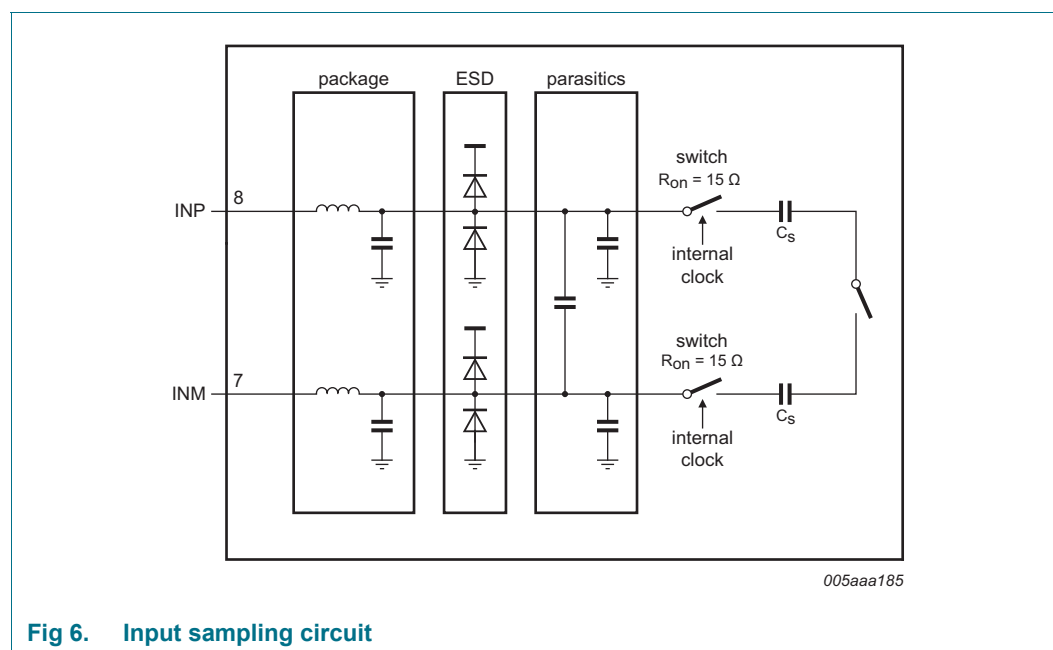 package
ESD
parasitics
switch
Ron = 15 Ω
INP
8
Cs
internal
clock
switch
Ron = 15 Ω
INM
7
Cs
internal
clock
005aaa185
Fig 6. Input sampling circuit